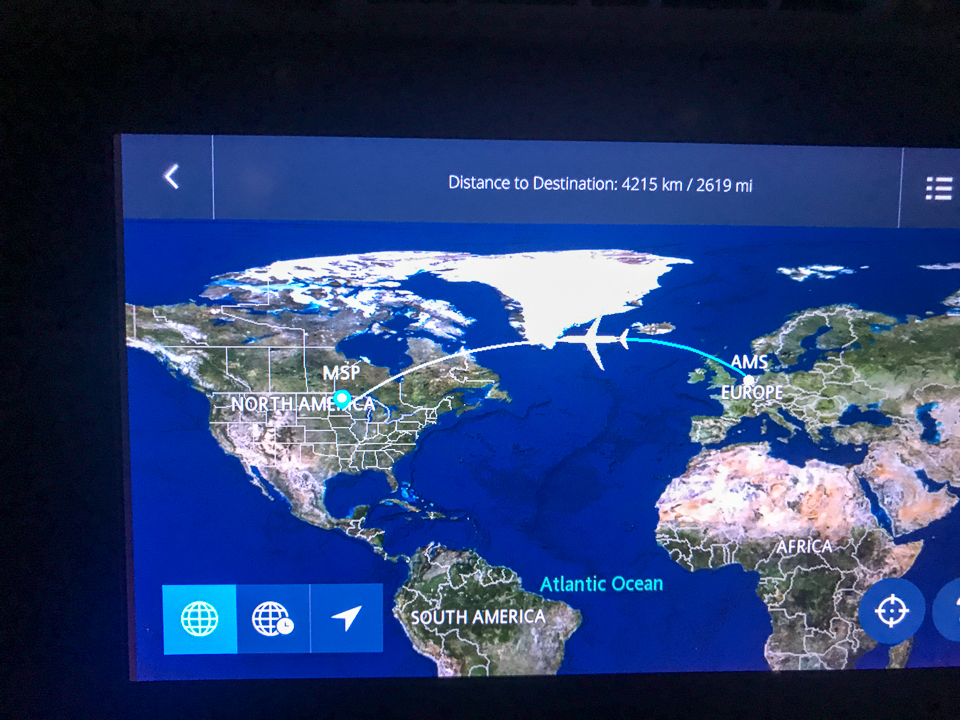 Distance to Destination: 4215 km / 2619 mi
MSP
AMS
NORTH AMERICA
EUROPE
AFRICA
Atlantic Ocean
SOUTH AMERICA